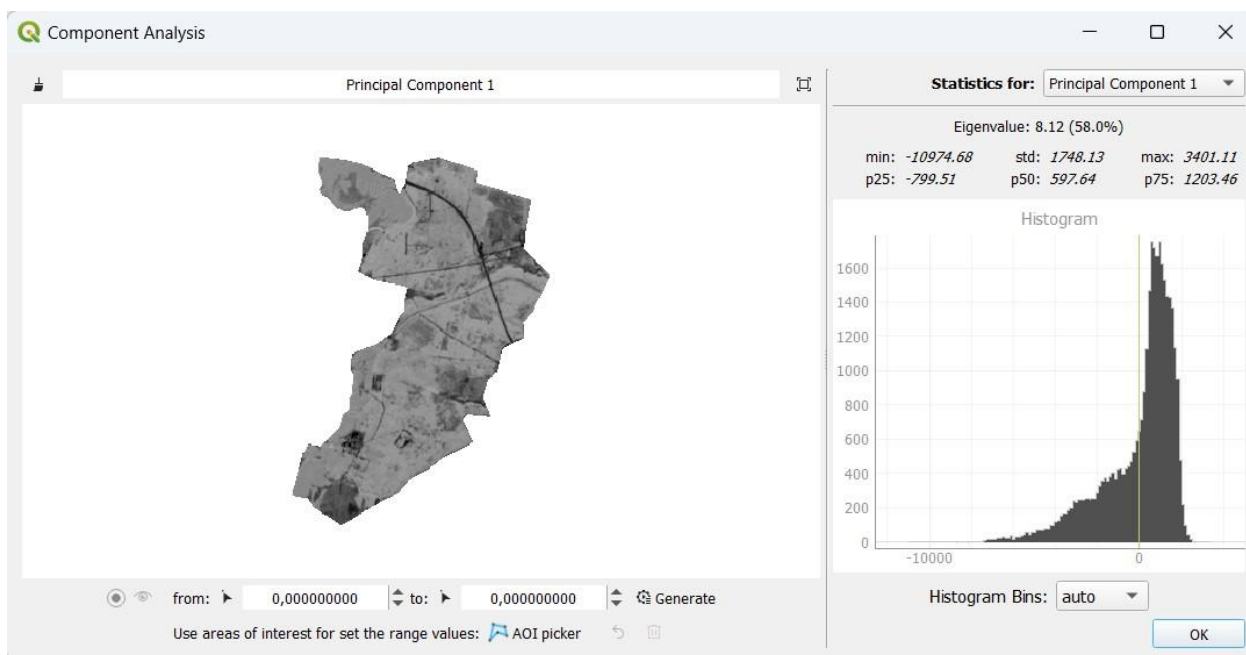 Component Analysis
Principal Component 1
Statistics for: Principal Component 1
Eigenvalue: 8.12 (58.0%)
min: -10974.68 std: 1748.13 max: 3401.11
p25: -799.51 p50: 597.64 p75: 1203.46
Histogram
1600
1400
1200
1000
800
600
400
200
0
-10000 0
from: 0,000000000 to: 0,000000000 Generate
Histogram Bins: auto
Use areas of interest for set the range values: AOI picker
OK